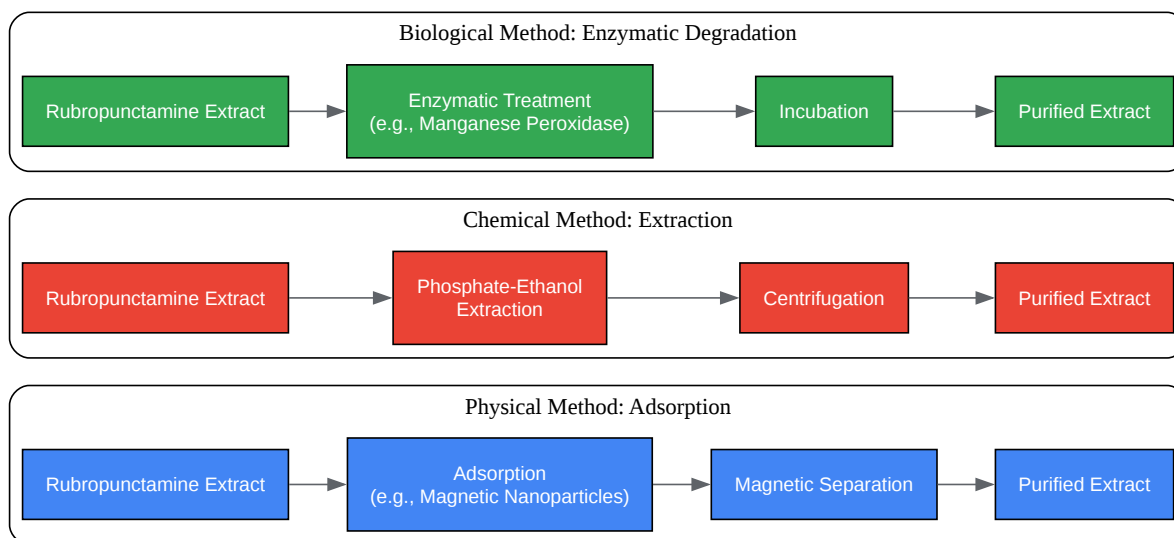 Biological Method: Enzymatic Degradation
Rubropunctamine Extract
Enzymatic Treatment
(e.g., Manganese Peroxidase)
Incubation
Purified Extract
Chemical Method: Extraction
Rubropunctamine Extract
Phosphate-Ethanol
Extraction
Centrifugation
Purified Extract
Physical Method: Adsorption
Rubropunctamine Extract
Adsorption
(e.g., Magnetic Nanoparticles)
Magnetic Separation
Purified Extract